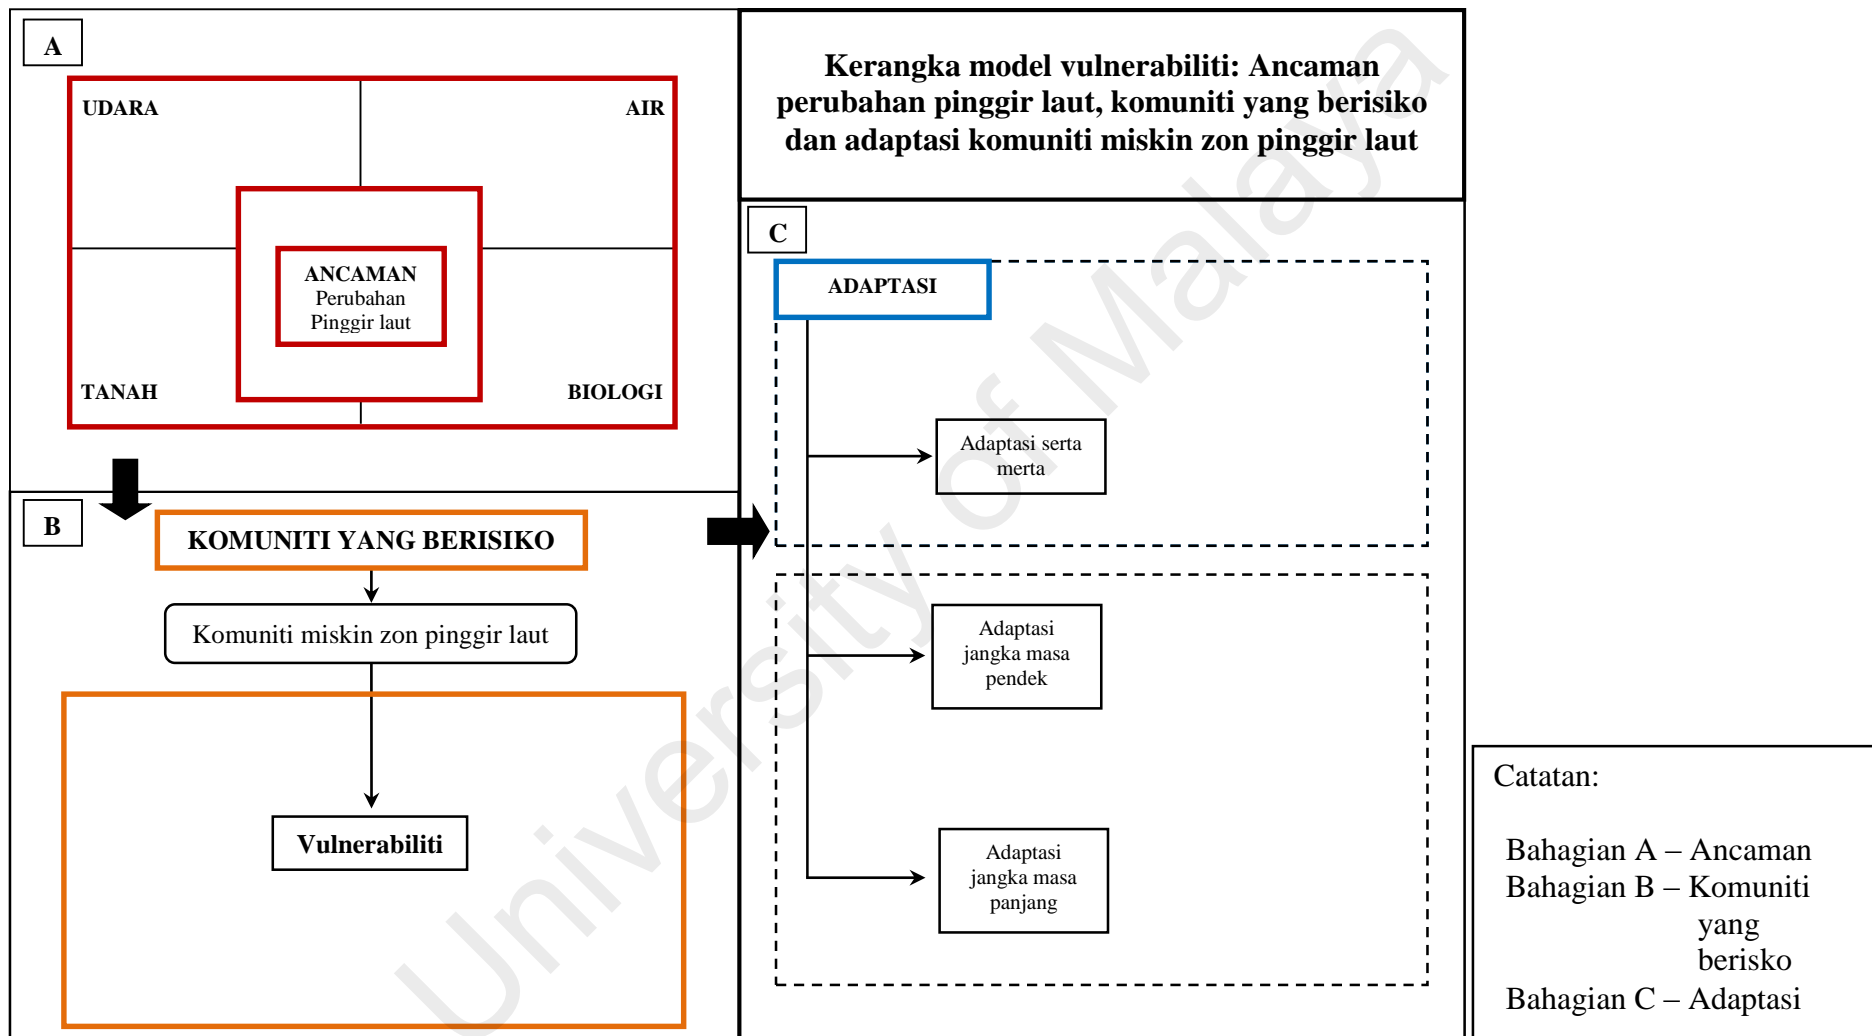 A
UDARA
AIR
ANCAMAN
Perubahan
Pinggir laut
TANAH
BIOLOGI
B
KOMUNITI YANG BERISIKO
Komuniti miskin zon pinggir laut
Vulnerabiliti
Kerangka model vulnerabiliti: Ancaman
perubahan pinggir laut, komuniti yang berisiko
dan adaptasi komuniti miskin zon pinggir laut
C
ADAPTASI
Adaptasi serta
merta
Adaptasi
jangka masa
pendek
Adaptasi
jangka masa
panjang
Catatan:
Bahagian A – Ancaman
Bahagian B – Komuniti
yang
berisko
Bahagian C – Adaptasi
University of Malaya